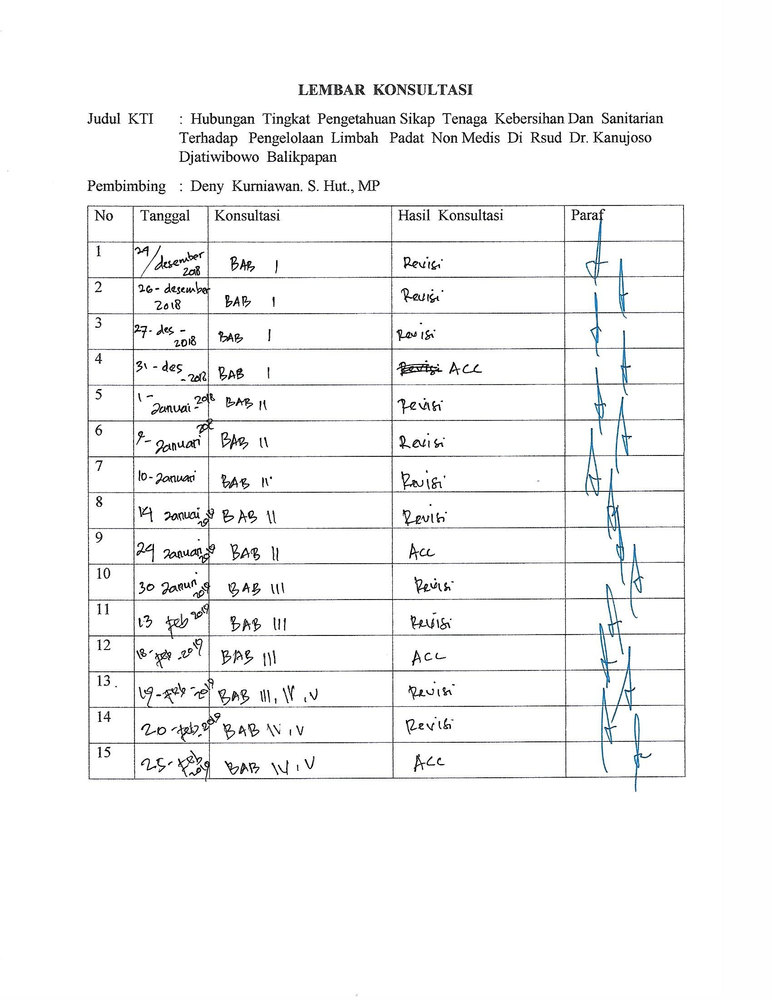 LEMBAR KONSULTASI
Judul KTI : Hubungan Tingkat Pengetahuan Sikap Tenaga Kebersihan Dan Sanitarian
Terhadap Pengelolaan Limbah Padat Non Medis Di Rsud Dr. Kanujoso
Djatiwibowo Balikpapan
Pembimbing : Deny Kurniawan. S. Hut., MP
No Tanggal Konsultasi Hasil Konsultasi Paraf
1 /desember 2018 BAB I Revisi
2 26 - desember 2018 BAB I Revisi
3 27 - des - 2018 BAB I Revisi
4 31 - des - 2018 BAB I Revisi ACC
5 1 - Januai - 2018 BAB II Revisi
6 Januari BAB II Revisi
7 10 - Januari BAB II Revisi
8 14 Januai 2019 BAB II Revisi
9 29 Januari 2019 BAB II Acc
10 30 Januri 2019 BAB III Revisi
11 13 feb 2019 BAB III Revisi
12 18 - feb - 2019 BAB III Acc
13. 19 - feb - 2019 BAB III, IV, V Revisi
14 20 - feb - 2019 BAB IV, V Revisi
15 25 - feb 2019 BAB IV, V Acc